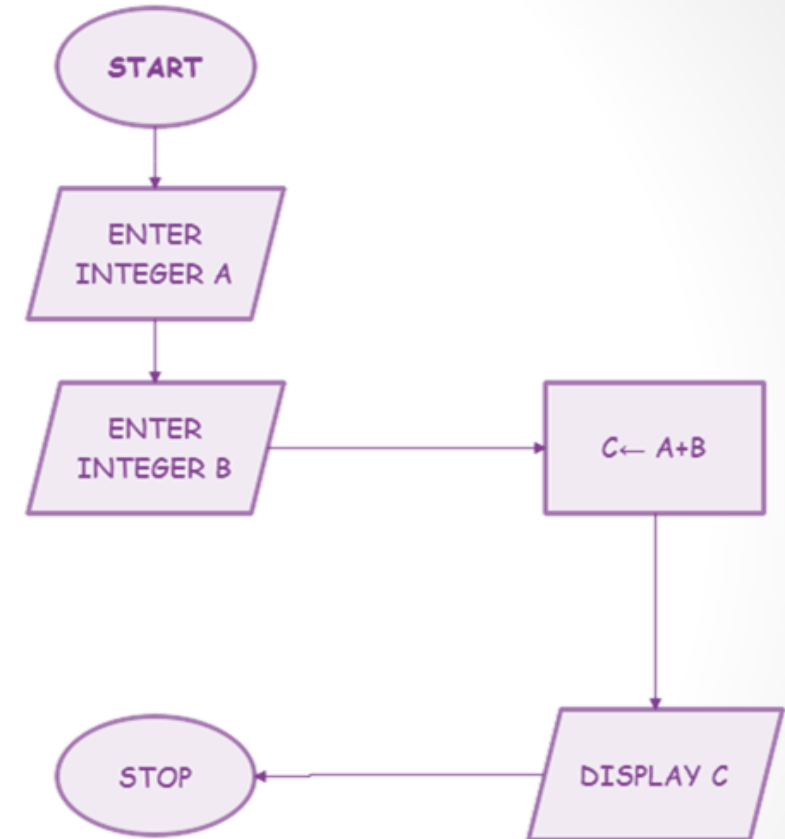 START
ENTER
INTEGER A
ENTER
INTEGER B
C← A+B
DISPLAY C
STOP